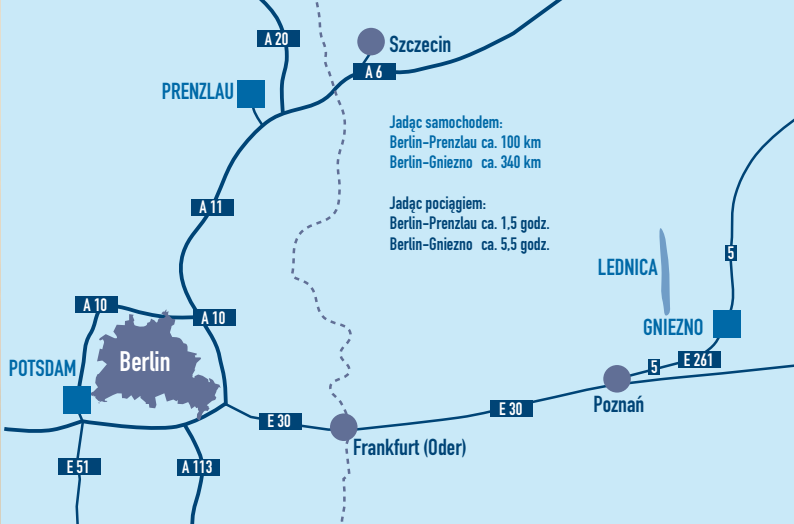 A 20
Szczecin
A 6
PRENZLAU
Jadąc samochodem:
Berlin-Prenzlau ca. 100 km
Berlin-Gniezno ca. 340 km
Jadąc pociągiem:
Berlin-Prenzlau ca. 1,5 godz.
Berlin-Gniezno ca. 5,5 godz.
A 11
5
LEDNICA
A 10
A 10
GNIEZNO
Berlin
POTSDAM
5
E 261
Poznań
E 30
E 30
Frankfurt (Oder)
E 51
A 113